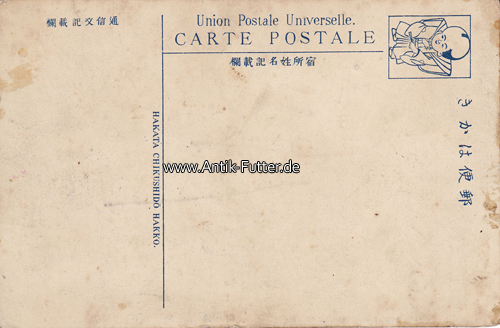 Union Postale Universelle.
CARTE POSTALE
欄載記名姓所宿
欄載記文信通
きかは便郵
HAKATA CHIKUSHIDŌ HAKKO.
www.Antik-Futter.de